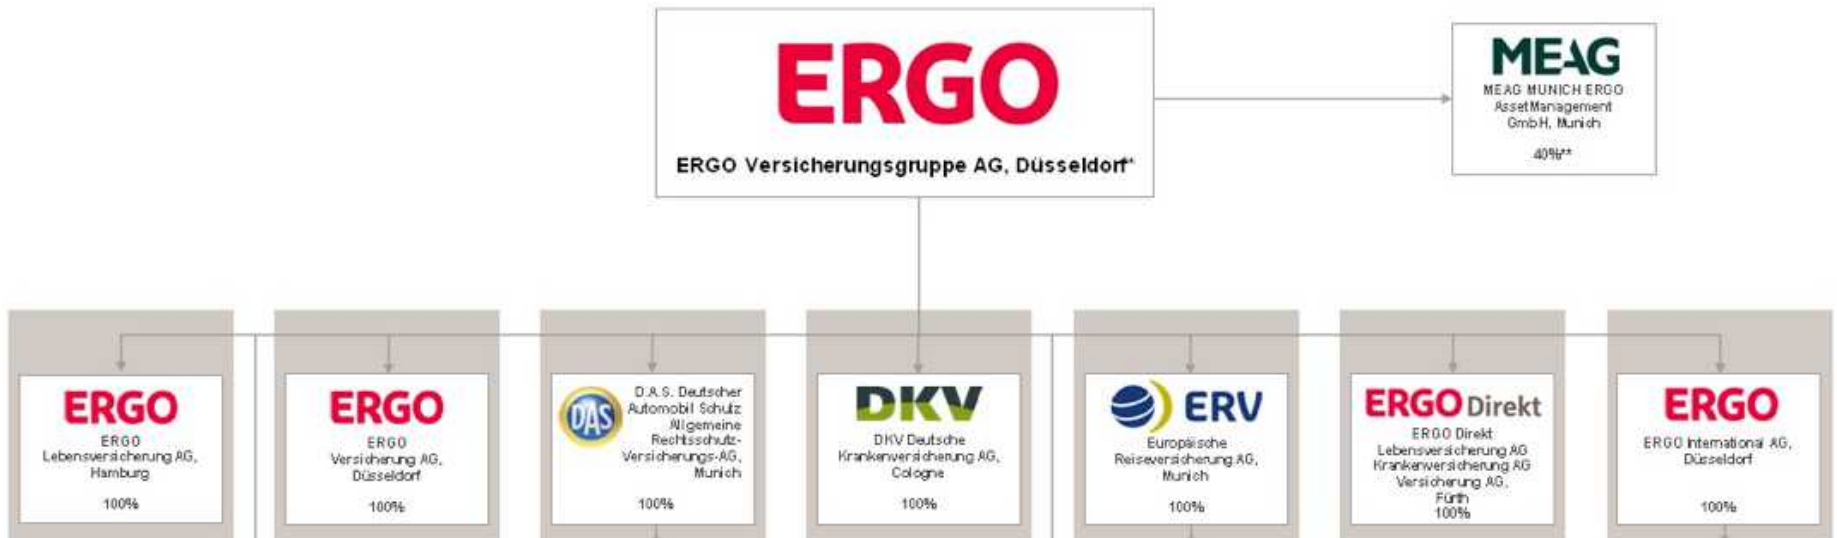 ERGO
ERGO Versicherungsgruppe AG, Düsseldorf*
MEAG
MEAG MUNICH ERGO
AssetManagement
GmbH, Munich
40%**
ERGO
ERGO
Lebensversicherung AG,
Hamburg
100%
ERGO
ERGO
Versicherung AG,
Düsseldorf
100%
DAS
D.A.S. Deutscher
Automobil Schutz
Allgemeine
Rechtsschutz-
Versicherungs-AG,
Munich
100%
DKV
DKV Deutsche
Krankenversicherung AG,
Cologne
100%
ERV
Europäische
Reiseversicherung AG,
Munich
100%
ERGO Direkt
ERGO Direkt
Lebensversicherung AG
Krankenversicherung AG
Versicherung AG,
Fürth
100%
ERGO
ERGO International AG,
Düsseldorf
100%